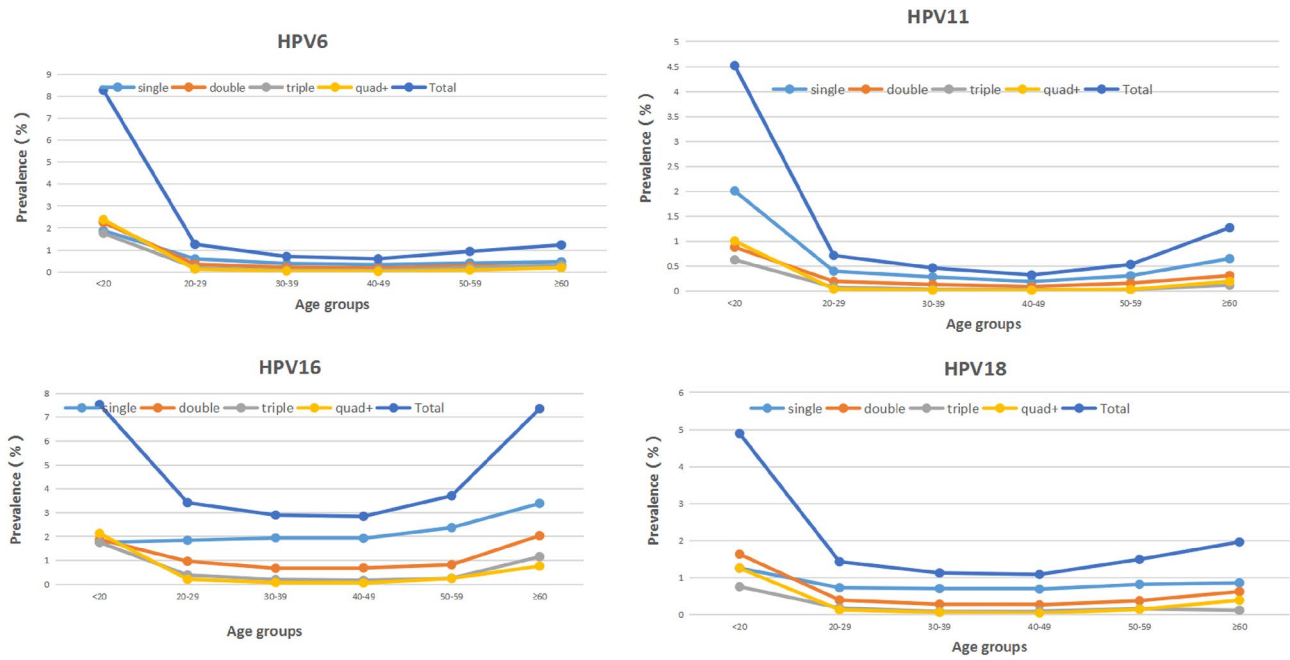 HPV6
single double triple quad+ Total
Prevalence ( % )
9
8
7
6
5
4
3
2
1
0
<20 20-29 30-39 40-49 50-59 ≥60
Age groups
HPV11
single double triple quad+ Total
Prevalence ( % )
5
4.5
4
3.5
3
2.5
2
1.5
1
0.5
0
<20 20-29 30-39 40-49 50-59 ≥60
Age groups
HPV16
single double triple quad+ Total
Prevalence ( % )
8
7
6
5
4
3
2
1
0
<20 20-29 30-39 40-49 50-59 ≥60
Age groups
HPV18
single double triple quad+ Total
Prevalence ( % )
6
5
4
3
2
1
0
<20 20-29 30-39 40-49 50-59 ≥60
Age groups